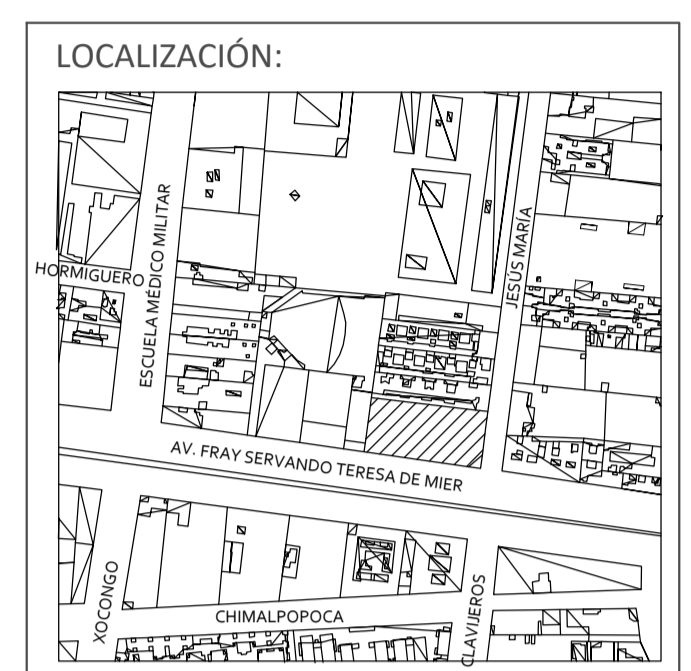 LOCALIZACIÓN:
JESÚS MARÍA
ESCUELA MÉDICO MILITAR
HORMIGUERO
AV. FRAY SERVANDO TERESA DE MIER
XOCONGO
CHIMALPOPOCA
CLAVIJEROS